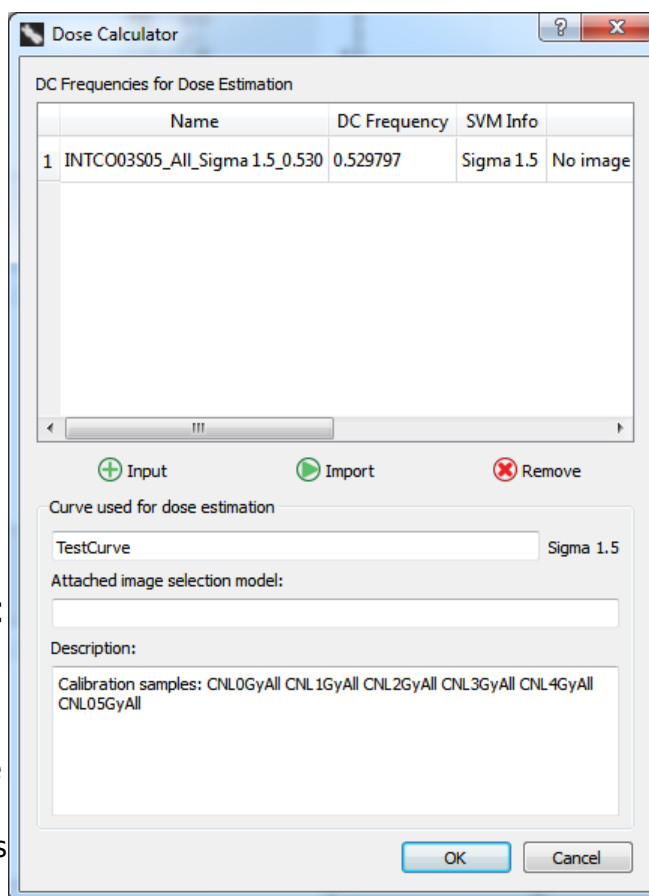 Dose Calculator
DC Frequencies for Dose Estimation
Name DC Frequency SVM Info
1 INTC003S05_All_Sigma 1.5_0.530 0.529797 Sigma 1.5 No image
Input Import Remove
Curve used for dose estimation
TestCurve Sigma 1.5
Attached image selection model:
Description:
Calibration samples: CNL0GyAll CNL1GyAll CNL2GyAll CNL3GyAll CNL4GyAll
CNL05GyAll
OK Cancel